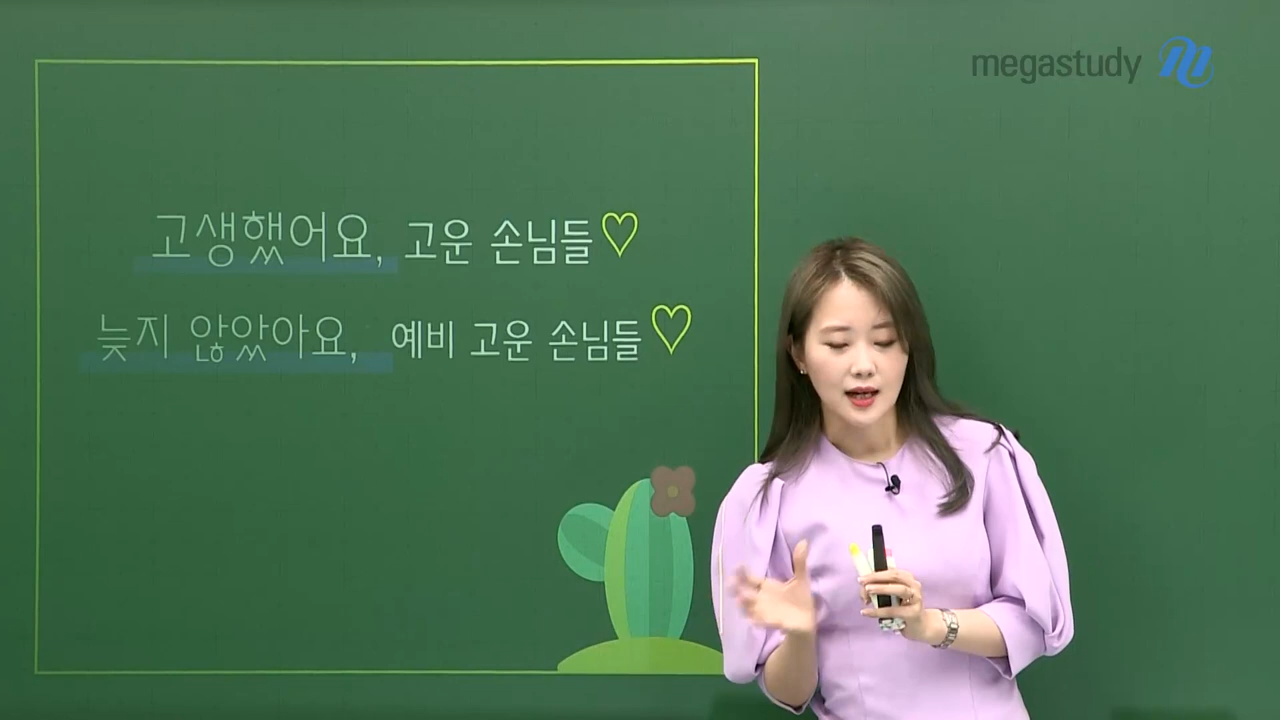 megastudy
고생했어요, 고운 손님들♡
늦지 않았아요, 예비 고운 손님들♡